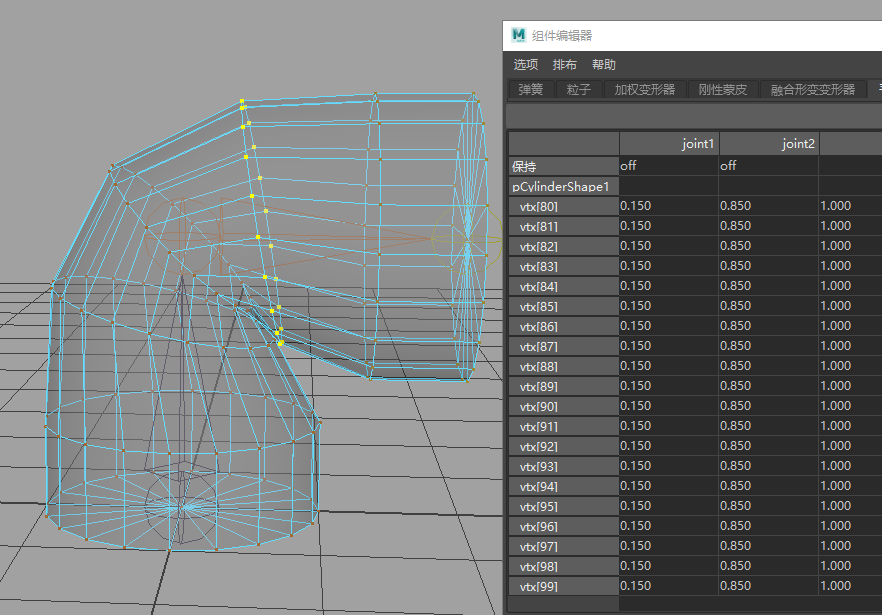 M 组件编辑器
选项 排布 帮助
弹簧 粒子 加权变形器 刚性蒙皮 融合形变变形器
joint1 joint2
保持 off off
pCylinderShape1
vtx[80] 0.150 0.850 1.000
vtx[81] 0.150 0.850 1.000
vtx[82] 0.150 0.850 1.000
vtx[83] 0.150 0.850 1.000
vtx[84] 0.150 0.850 1.000
vtx[85] 0.150 0.850 1.000
vtx[86] 0.150 0.850 1.000
vtx[87] 0.150 0.850 1.000
vtx[88] 0.150 0.850 1.000
vtx[89] 0.150 0.850 1.000
vtx[90] 0.150 0.850 1.000
vtx[91] 0.150 0.850 1.000
vtx[92] 0.150 0.850 1.000
vtx[93] 0.150 0.850 1.000
vtx[94] 0.150 0.850 1.000
vtx[95] 0.150 0.850 1.000
vtx[96] 0.150 0.850 1.000
vtx[97] 0.150 0.850 1.000
vtx[98] 0.150 0.850 1.000
vtx[99] 0.150 0.850 1.000